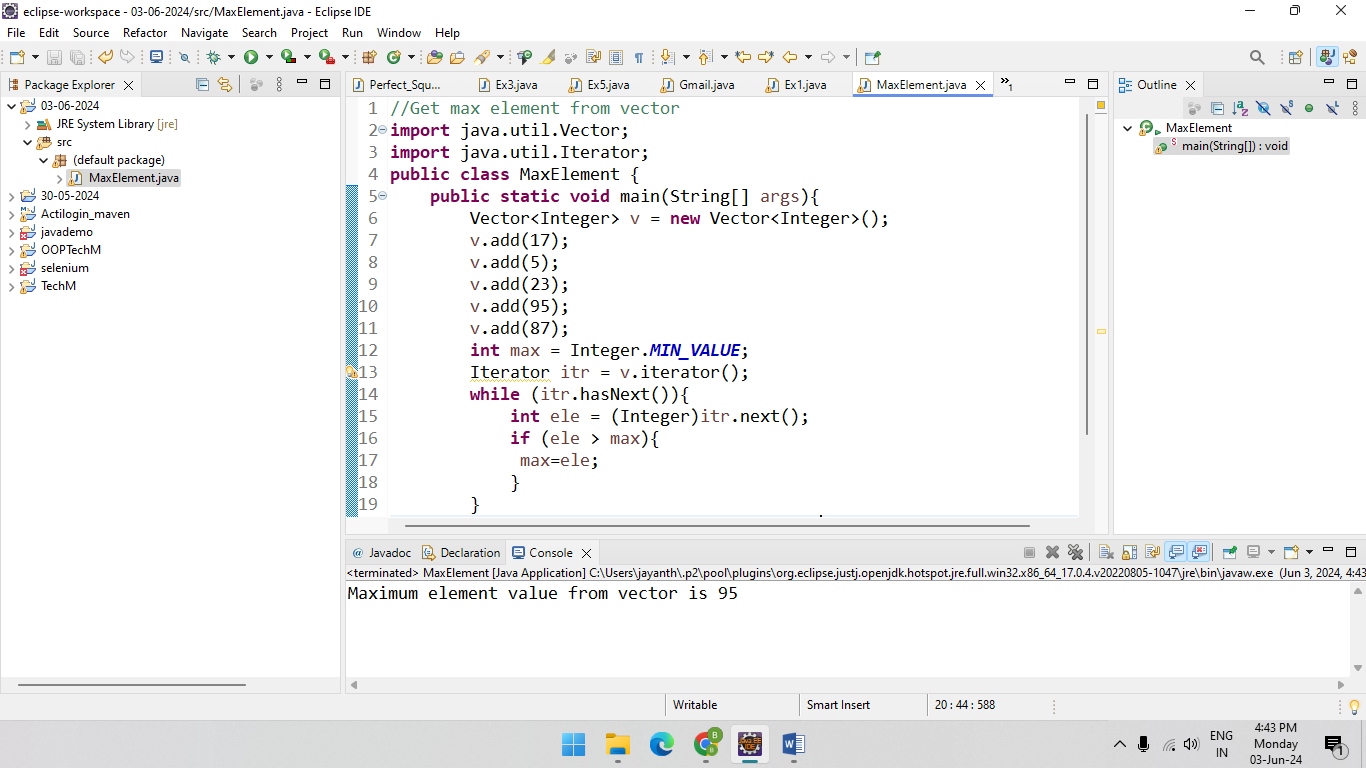 eclipse-workspace - 03-06-2024/src/MaxElement.java - Eclipse IDE
File Edit Source Refactor Navigate Search Project Run Window Help
Package Explorer
03-06-2024
JRE System Library [jre]
src
(default package)
MaxElement.java
30-05-2024
Actilogin_maven
javademo
OOPTechM
selenium
TechM
Perfect_Squ... Ex3.java Ex5.java Gmail.java Ex1.java MaxElement.java »1
1 //Get max element from vector
2 import java.util.Vector;
3 import java.util.Iterator;
4 public class MaxElement {
5 public static void main(String[] args){
6 Vector<Integer> v = new Vector<Integer>();
7 v.add(17);
8 v.add(5);
9 v.add(23);
10 v.add(95);
11 v.add(87);
12 int max = Integer.MIN_VALUE;
13 Iterator itr = v.iterator();
14 while (itr.hasNext()){
15 int ele = (Integer)itr.next();
16 if (ele > max){
17 max=ele;
18 }
19 }
Outline
MaxElement
main(String[]) : void
Javadoc Declaration Console
<terminated> MaxElement [Java Application] C:\Users\jayanth\.p2\pool\plugins\org.eclipse.justj.openjdk.hotspot.jre.full.win32.x86_64_17.0.4.v20220805-1047\jre\bin\javaw.exe (Jun 3, 2024, 4:43
Maximum element value from vector is 95
Writable Smart Insert 20 : 44 : 588
ENG
IN
4:43 PM
Monday
03-Jun-24
1